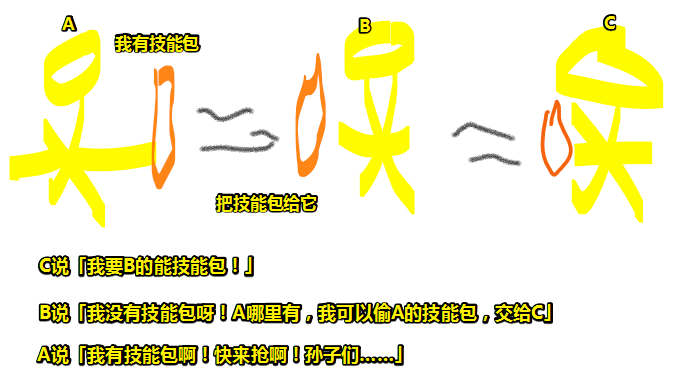 A
B
C
我有技能包
把技能包给它
C说「我要B的能技能包！」
B说「我没有技能包呀！A哪里有，我可以偷A的技能包，交给C」
A说「我有技能包啊！快来抢啊！孙子们……」